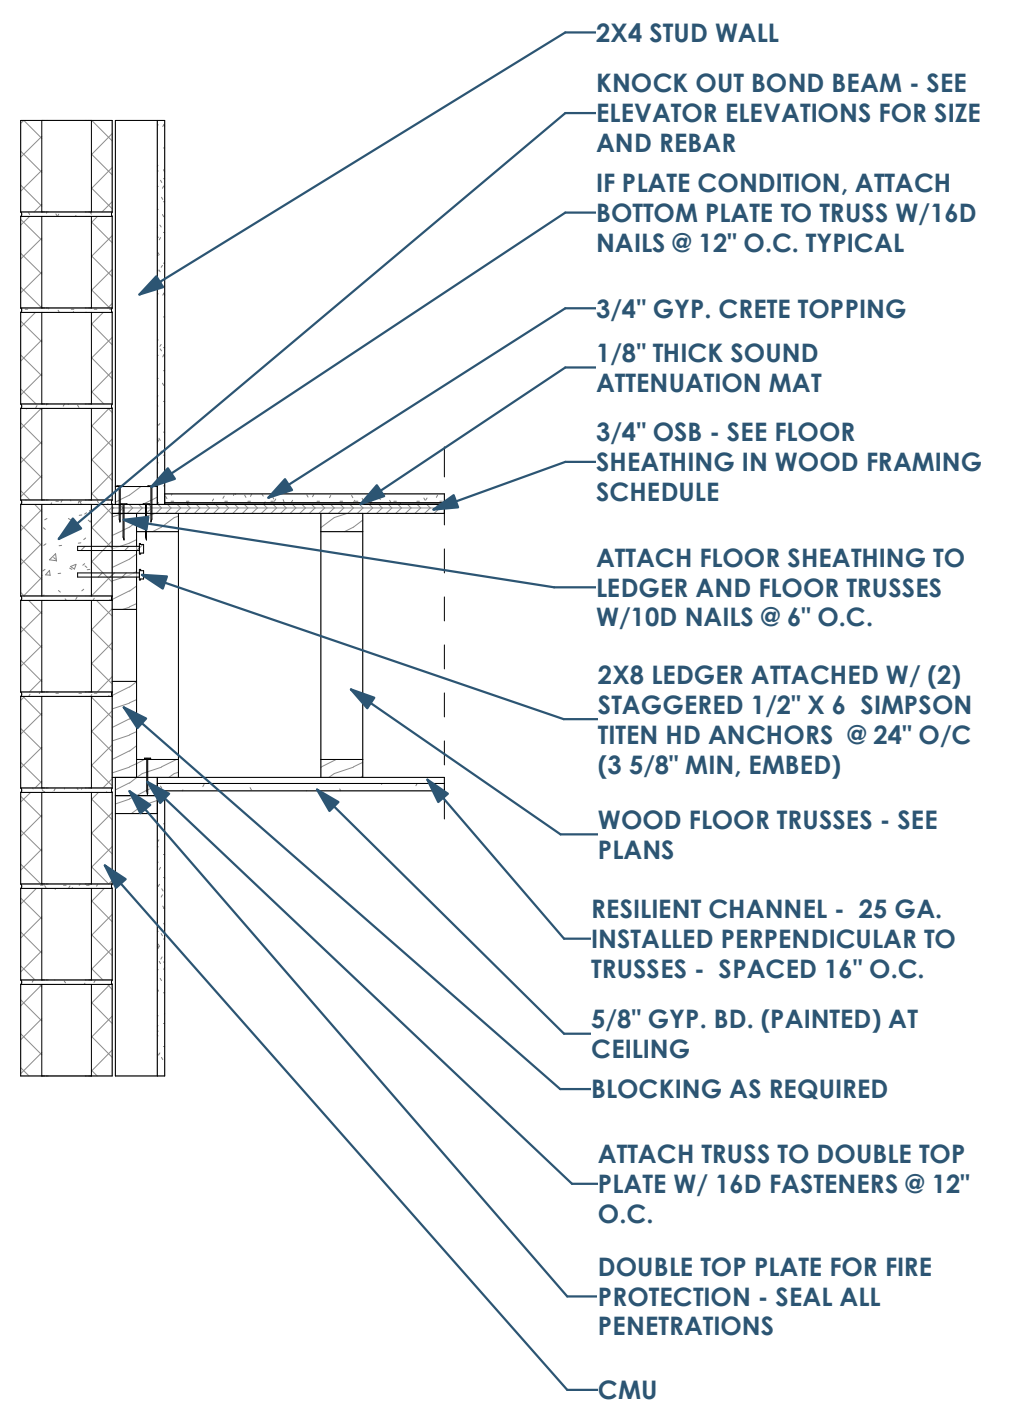 2X4 STUD WALL
KNOCK OUT BOND BEAM - SEE
ELEVATOR ELEVATIONS FOR SIZE
AND REBAR
IF PLATE CONDITION, ATTACH
BOTTOM PLATE TO TRUSS W/16D
NAILS @ 12" O.C. TYPICAL
3/4" GYP. CRETE TOPPING
1/8" THICK SOUND
ATTENUATION MAT
3/4" OSB - SEE FLOOR
SHEATHING IN WOOD FRAMING
SCHEDULE
ATTACH FLOOR SHEATHING TO
LEDGER AND FLOOR TRUSSES
W/10D NAILS @ 6" O.C.
2X8 LEDGER ATTACHED W/ (2)
STAGGERED 1/2" X 6 SIMPSON
TITEN HD ANCHORS @ 24" O/C
(3 5/8" MIN, EMBED)
WOOD FLOOR TRUSSES - SEE
PLANS
RESILIENT CHANNEL - 25 GA.
INSTALLED PERPENDICULAR TO
TRUSSES - SPACED 16" O.C.
5/8" GYP. BD. (PAINTED) AT
CEILING
BLOCKING AS REQUIRED
ATTACH TRUSS TO DOUBLE TOP
PLATE W/ 16D FASTENERS @ 12"
O.C.
DOUBLE TOP PLATE FOR FIRE
PROTECTION - SEAL ALL
PENETRATIONS
CMU